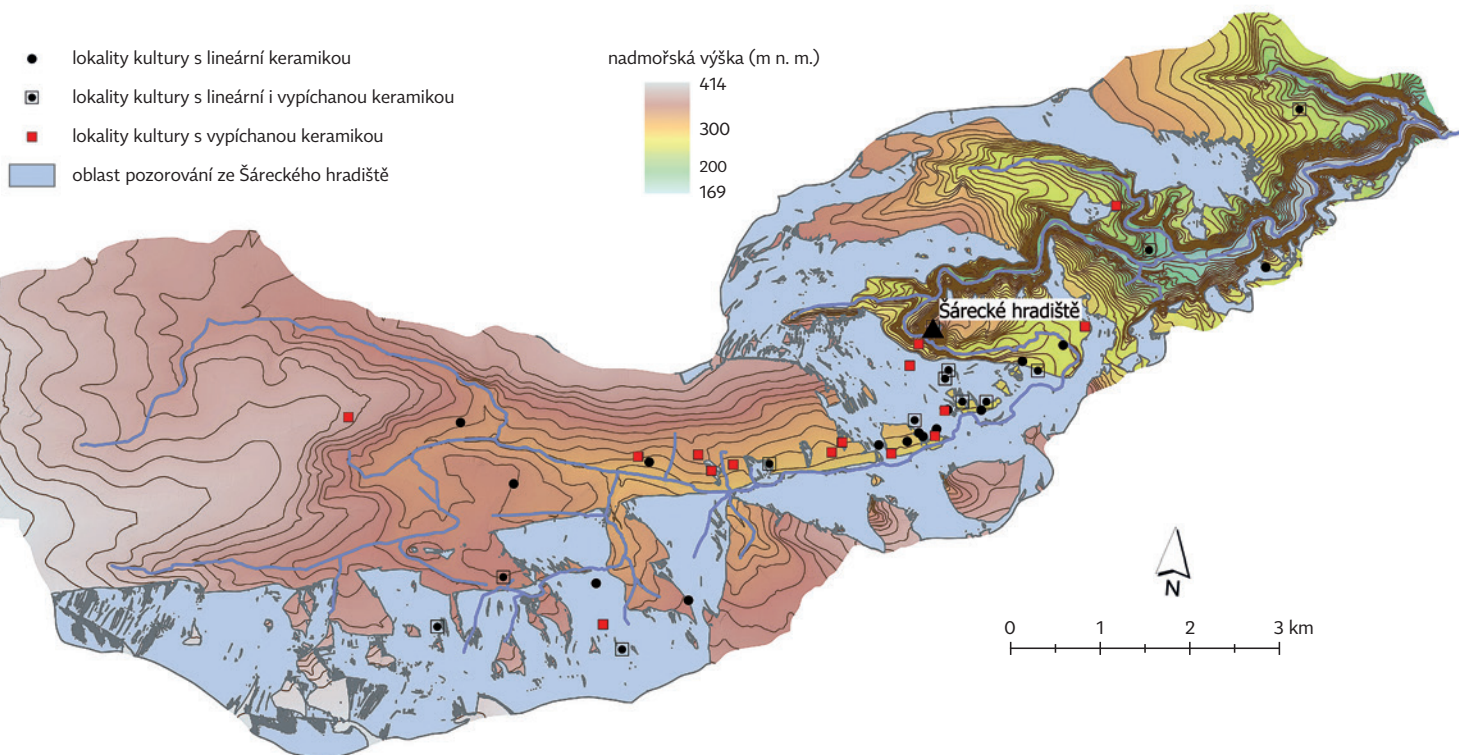 lokality kultury s lineární keramikou
lokality kultury s lineární i vypíchanou keramikou
lokality kultury s vypíchanou keramikou
oblast pozorování ze Šáreckého hradiště
nadmořská výška (m n. m.)
414
300
200
169
Šárecké hradiště
N
0 1 2 3 km